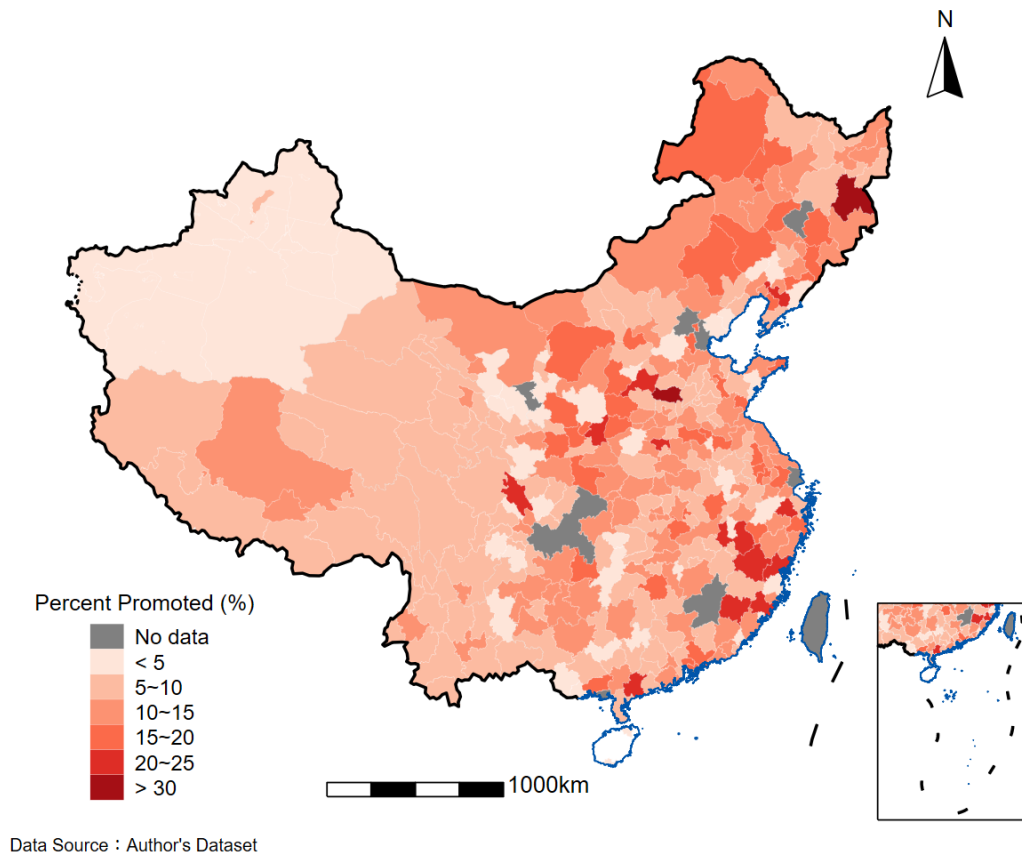 N
Percent Promoted (%)
No data
< 5
5~10
10~15
15~20
20~25
> 30
1000km
Data Source：Author's Dataset